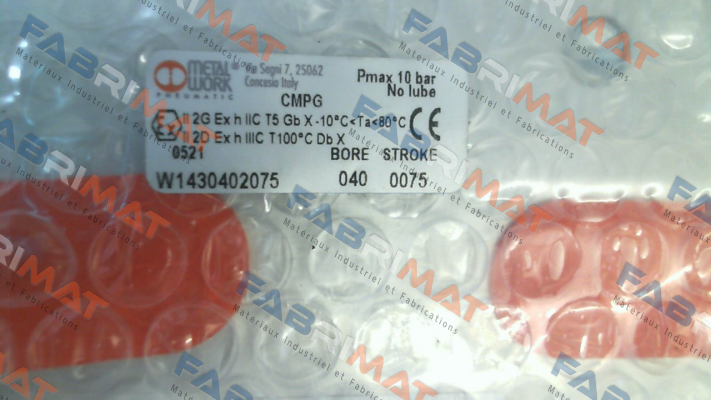 METAL WORK
PNEUMATIC
Via Segni 7, 25062
Concesio Italy
Pmax 10 bar
No lube
CMPG
CE
Ex II 2G Ex h IIC T5 Gb X -10°C<Ta<80°C
II 2D Ex h IIIC T100°C Db X
0521 BORE STROKE
W1430402075 040 0075
FABRIMAT
Materiaux Industriel et Fabrications